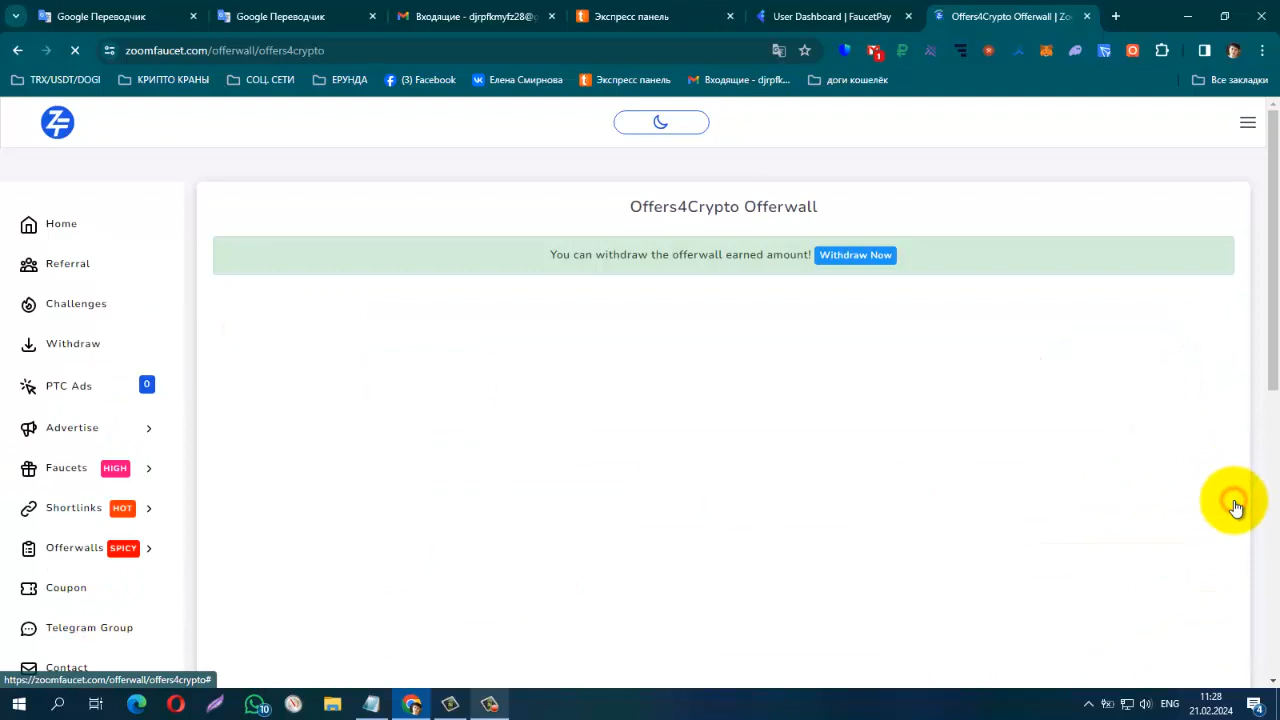 Google Переводчик
Google Переводчик
Входящие - djrpfkmyfz28@g
Экспресс панель
User Dashboard | FaucetPay
Offers4Crypto Offerwall | Zo
zoomfaucet.com/offerwall/offers4crypto
1
TRX/USDT/DOGI
КРИПТО КРАНЫ
СОЦ. СЕТИ
ЕРУНДА
(3) Facebook
Елена Смирнова
Экспресс панель
Входящие - djrpfk...
доги кошелёк
Все закладки
ZF
Offers4Crypto Offerwall
You can withdraw the offerwall earned amount! Withdraw Now
Home
Referral
Challenges
Withdraw
PTC Ads 0
Advertise
Faucets HIGH
Shortlinks HOT
Offerwalls SPICY
Coupon
Telegram Group
Contact
https://zoomfaucet.com/offerwall/offers4crypto#
10
ENG
11:28
21.02.2024
4